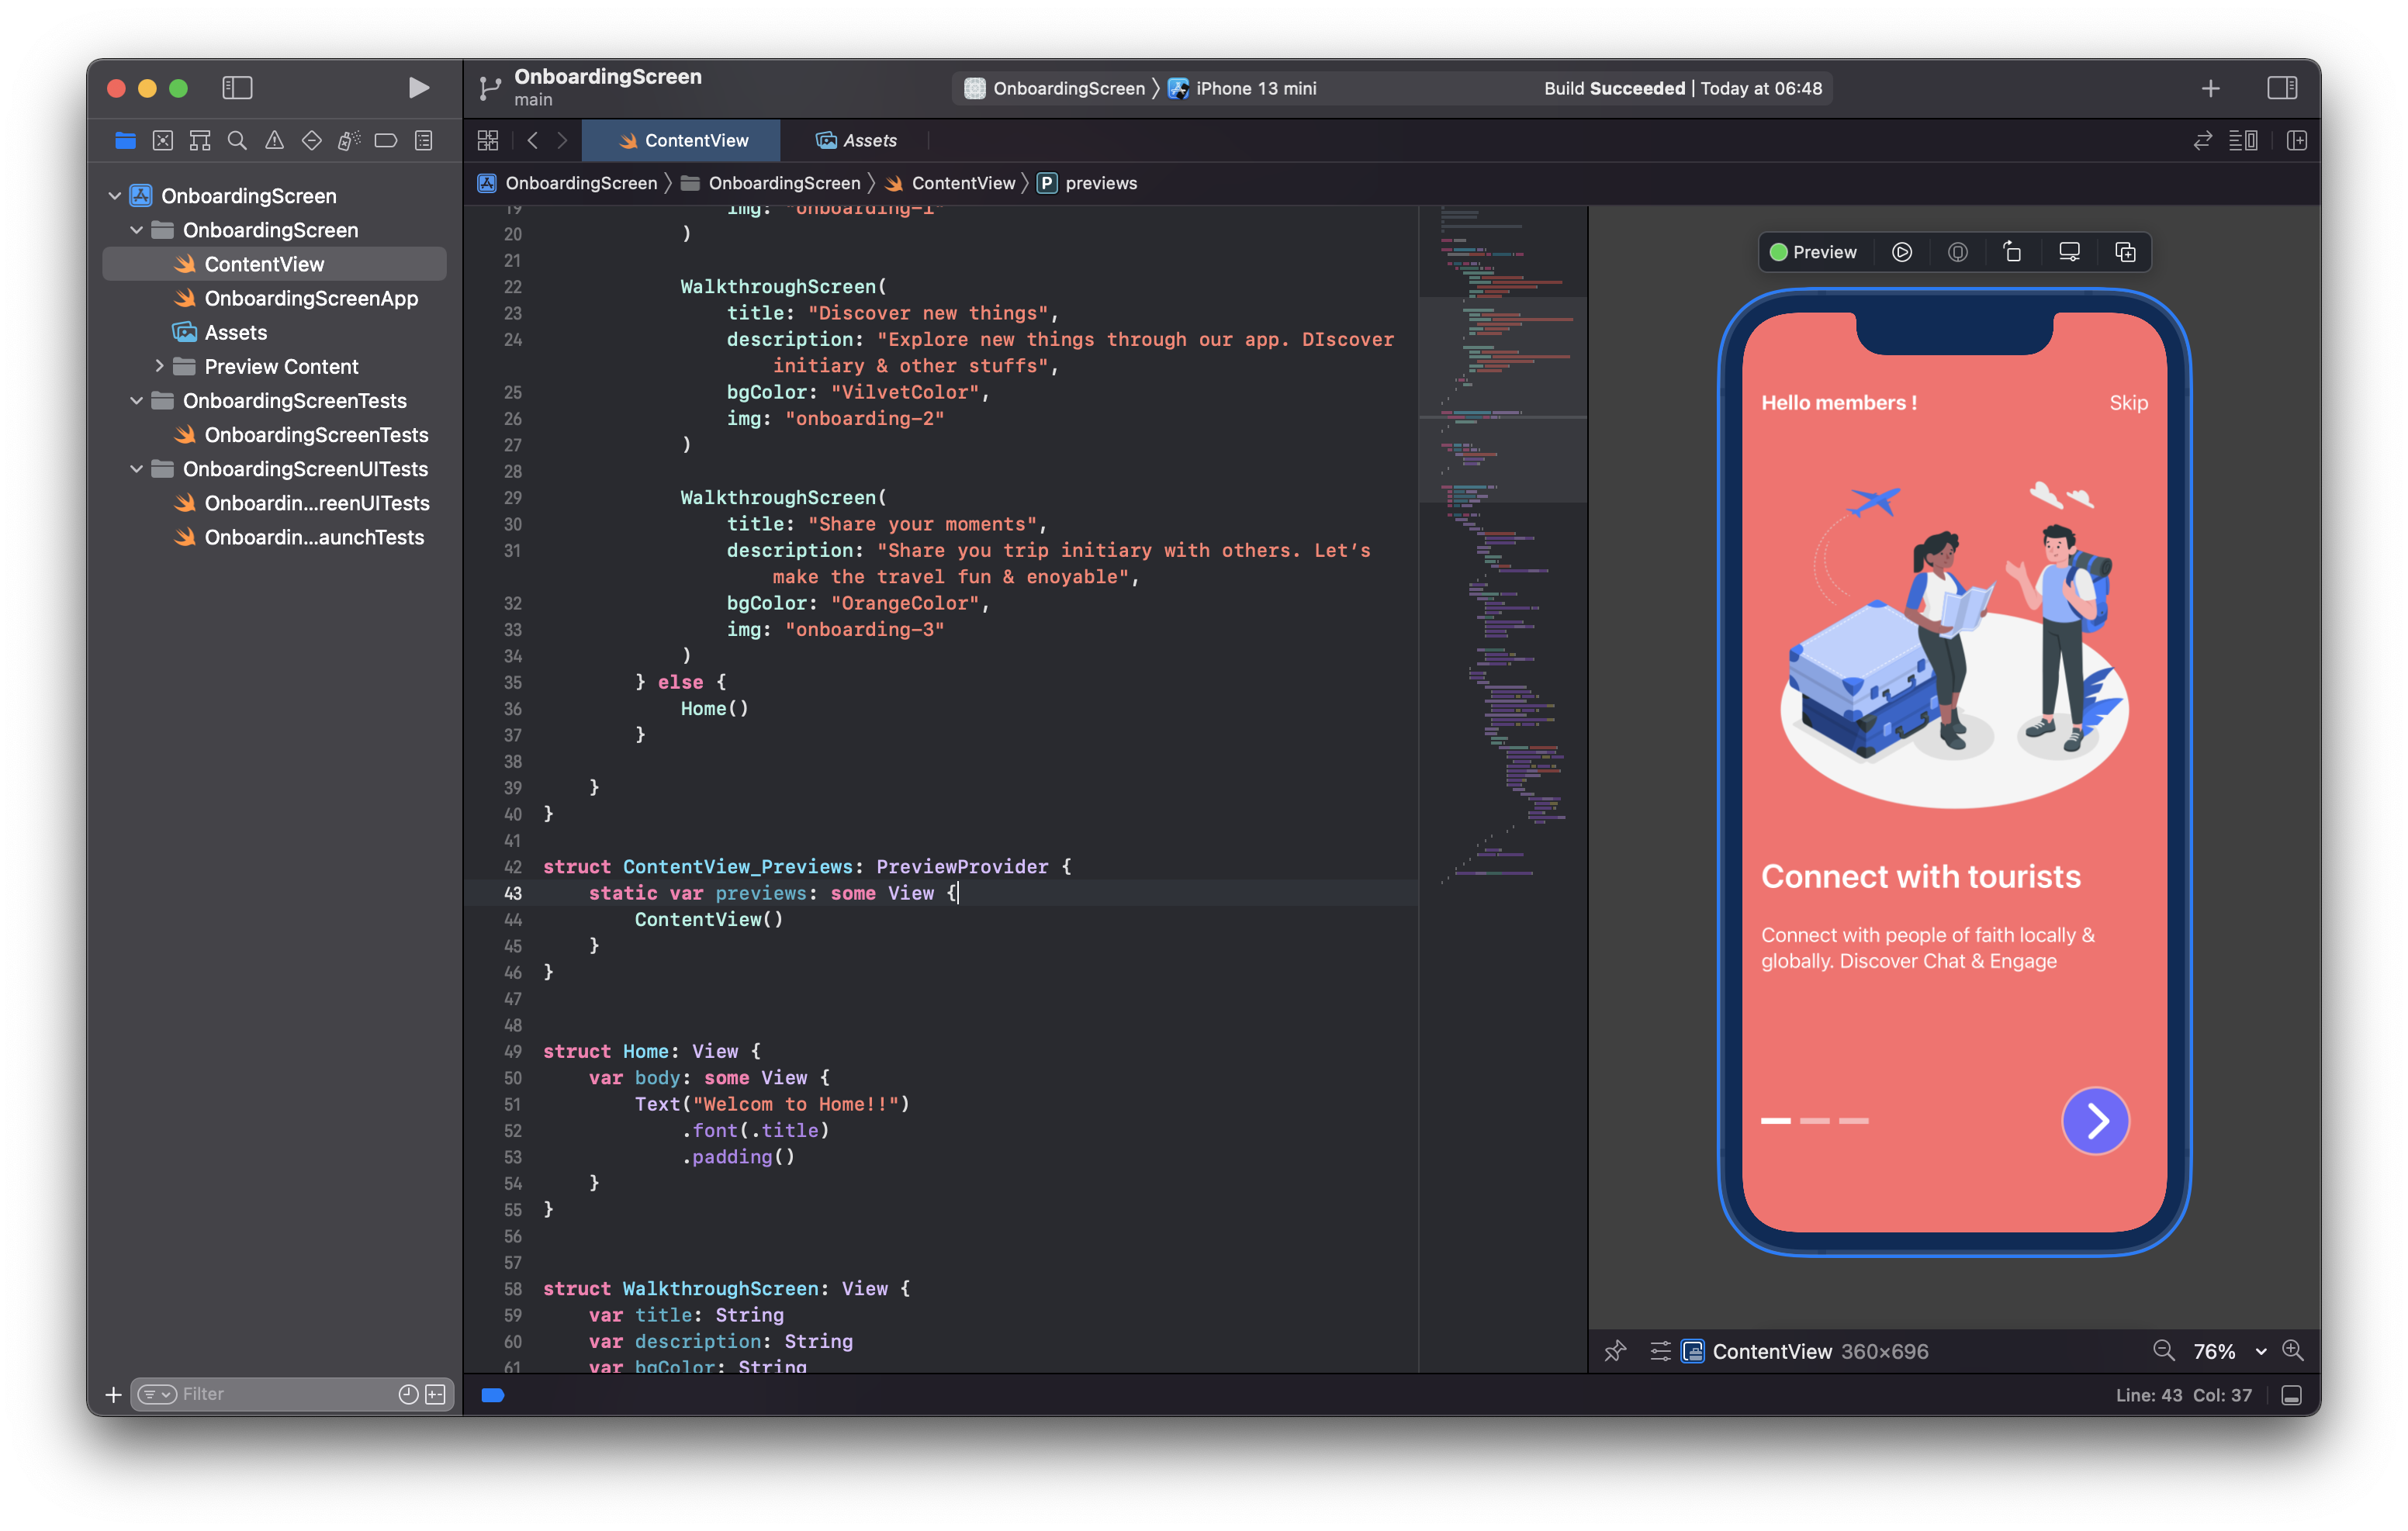 OnboardingScreen
main
OnboardingScreen 〉 iPhone 13 mini
Build Succeeded | Today at 06:48
ContentView
Assets
OnboardingScreen 〉 OnboardingScreen 〉 ContentView 〉 P previews
OnboardingScreen
OnboardingScreen
ContentView
OnboardingScreenApp
Assets
Preview Content
OnboardingScreenTests
OnboardingScreenTests
OnboardingScreenUITests
Onboardin...reenUITests
Onboardin...aunchTests
Filter
19 img: "onboarding-1"
20 )
21
22 WalkthroughScreen(
23 title: "Discover new things",
24 description: "Explore new things through our app. DIscover
initiary & other stuffs",
25 bgColor: "VilvetColor",
26 img: "onboarding-2"
27 )
28
29 WalkthroughScreen(
30 title: "Share your moments",
31 description: "Share you trip initiary with others. Let's
make the travel fun & enoyable",
32 bgColor: "OrangeColor",
33 img: "onboarding-3"
34 )
35 } else {
36 Home()
37 }
38
39 }
40 }
41
42 struct ContentView_Previews: PreviewProvider {
43 static var previews: some View {
44 ContentView()
45 }
46 }
47
48
49 struct Home: View {
50 var body: some View {
51 Text("Welcom to Home!!")
52 .font(.title)
53 .padding()
54 }
55 }
56
57
58 struct WalkthroughScreen: View {
59 var title: String
60 var description: String
61 var bgColor: String
Preview
Hello members !
Skip
Connect with tourists
Connect with people of faith locally &
globally. Discover Chat & Engage
ContentView 360×696
76%
Line: 43 Col: 37